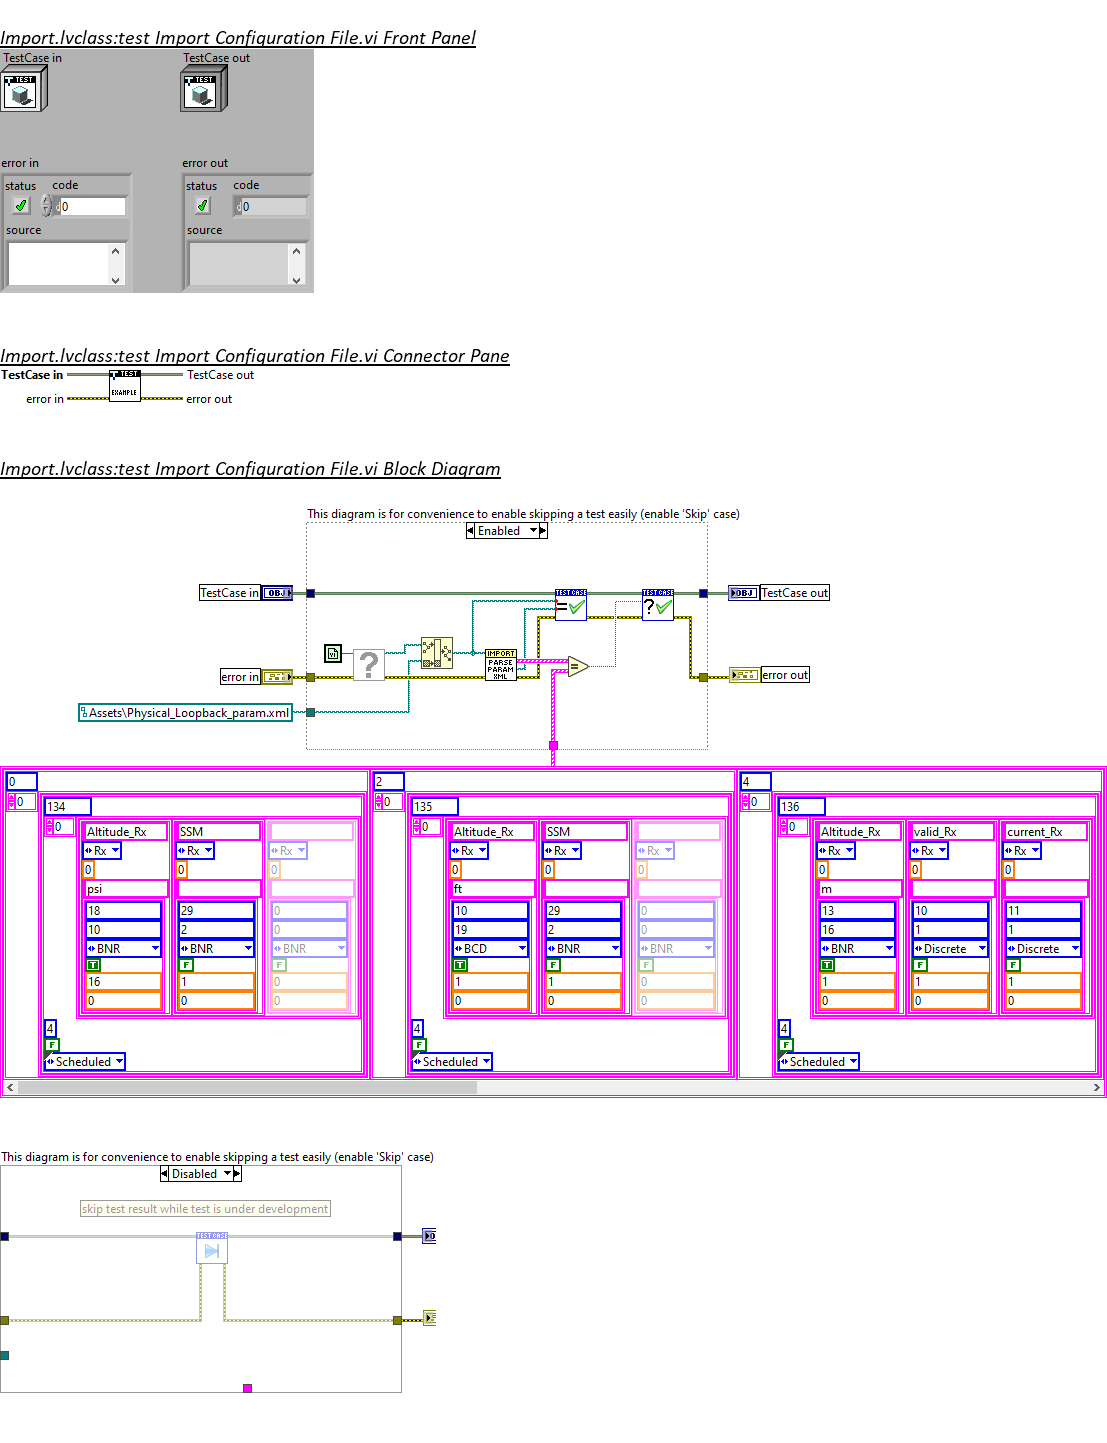 Import.lvclass:test Import Configuration File.vi Front Panel
TestCase in
TestCase out
TEST
TEST
error in
error out
status
code
status
code
0
0
source
source
Import.lvclass:test Import Configuration File.vi Connector Pane
TEST
TestCase in
TestCase out
EXAMPLE
error in
error out
Import.lvclass:test Import Configuration File.vi Block Diagram
This diagram is for convenience to enable skipping a test easily (enable 'Skip' case)
Enabled
TestCase in
OBJ
TEST CASE
=
TEST CASE
?
OBJ
TestCase out
?
IMPORT
PARSE
PARAM
XML
=
error in
error out
Assets\Physical_Loopback_param.xml
0
2
4
0
0
0
134
135
136
0
0
0
Altitude_Rx
SSM
Altitude_Rx
SSM
Altitude_Rx
valid_Rx
current_Rx
Rx
Rx
Rx
Rx
Rx
Rx
Rx
Rx
Rx
0
0
0
0
0
0
0
0
0
psi
ft
m
18
29
0
10
29
0
13
10
11
10
2
0
19
2
0
16
1
1
BNR
BNR
BNR
BCD
BNR
BNR
BNR
Discrete
Discrete
T
F
F
T
F
F
T
F
F
16
1
0
1
1
0
1
1
1
0
0
0
0
0
0
0
0
0
4
4
4
F
F
F
Scheduled
Scheduled
Scheduled
This diagram is for convenience to enable skipping a test easily (enable 'Skip' case)
Disabled
skip test result while test is under development
TEST CASE